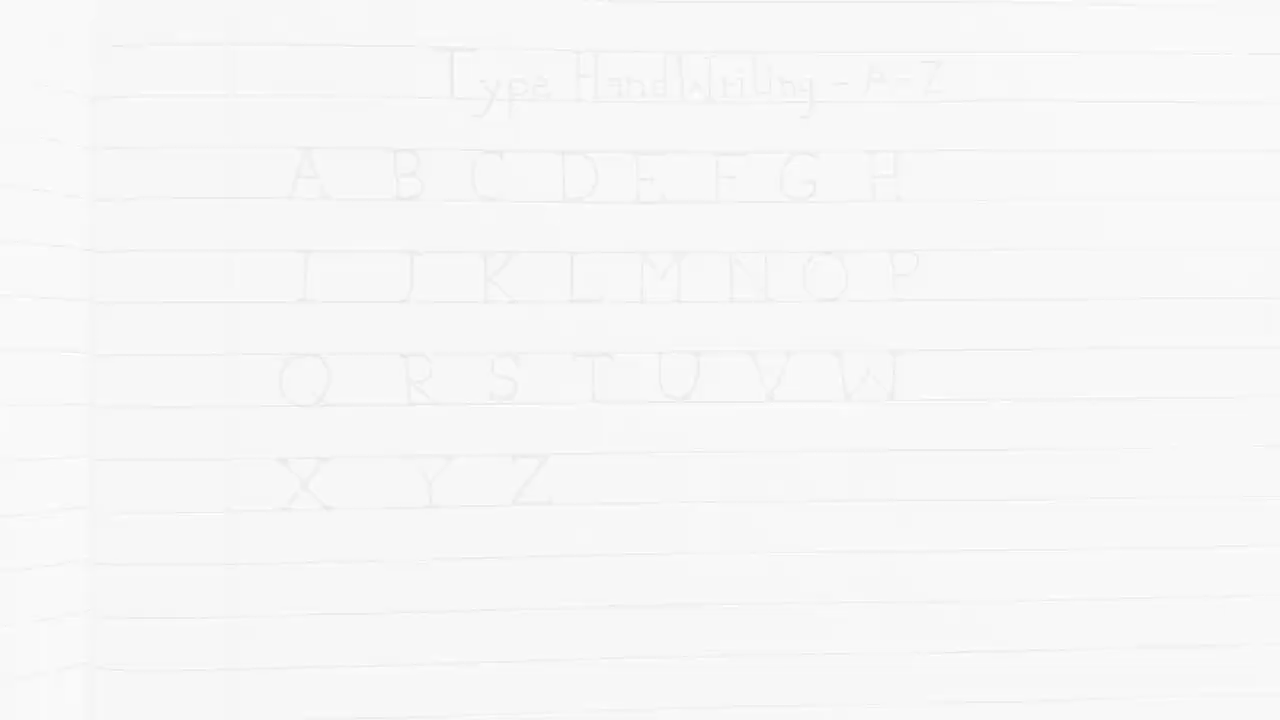 Type HandWriting - A-Z
A B C D E F G H
I J K L M N O P
Q R S T U V W
X Y Z